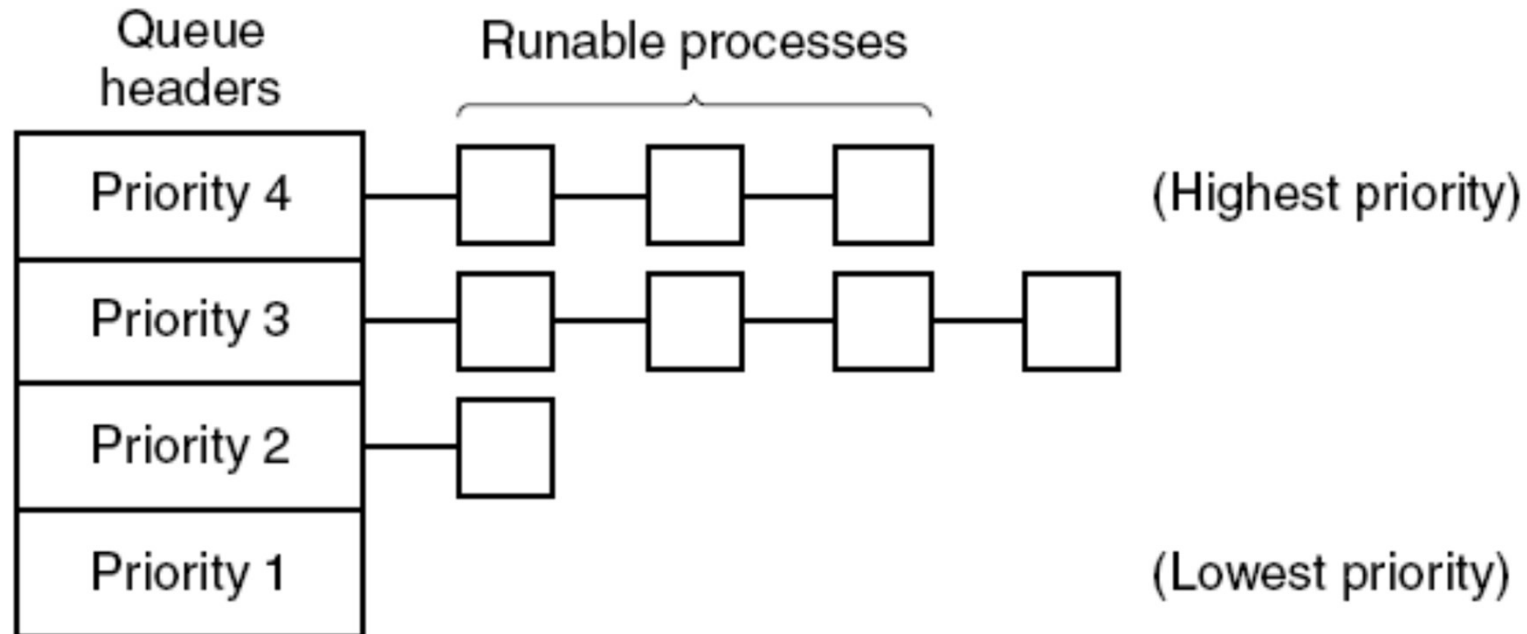 Queue
headers
Runable processes
Priority 4
(Highest priority)
Priority 3
Priority 2
Priority 1
(Lowest priority)